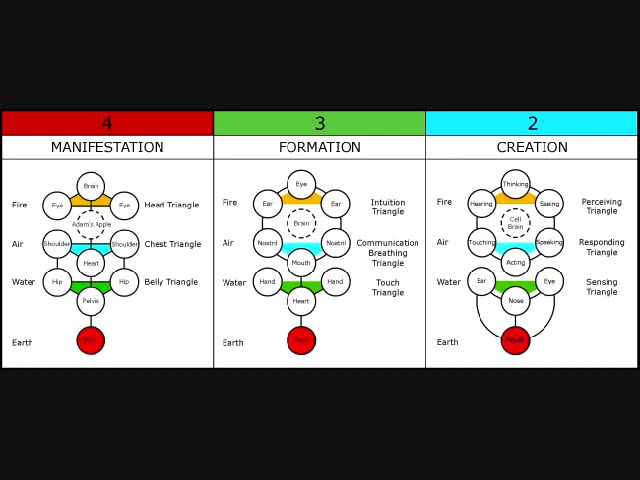 4
3
2
MANIFESTATION
FORMATION
CREATION
Brain
Fire
Eye
Eye
Head Triangle
Adam's Apple
Air
Shoulder
Shoulder
Chest Triangle
Heart
Water
Hip
Hip
Belly Triangle
Pelvis
Earth
Eye
Fire
Ear
Ear
Intuition
Triangle
Brain
Air
Nostril
Nostril
Communication
Breathing
Triangle
Mouth
Water
Hand
Hand
Touch
Triangle
Heart
Earth
Thinking
Fire
Hearing
Seeing
Perceiving
Triangle
Cell
Brain
Air
Touching
Speaking
Responding
Triangle
Acting
Water
Ear
Eye
Sensing
Triangle
Nose
Earth